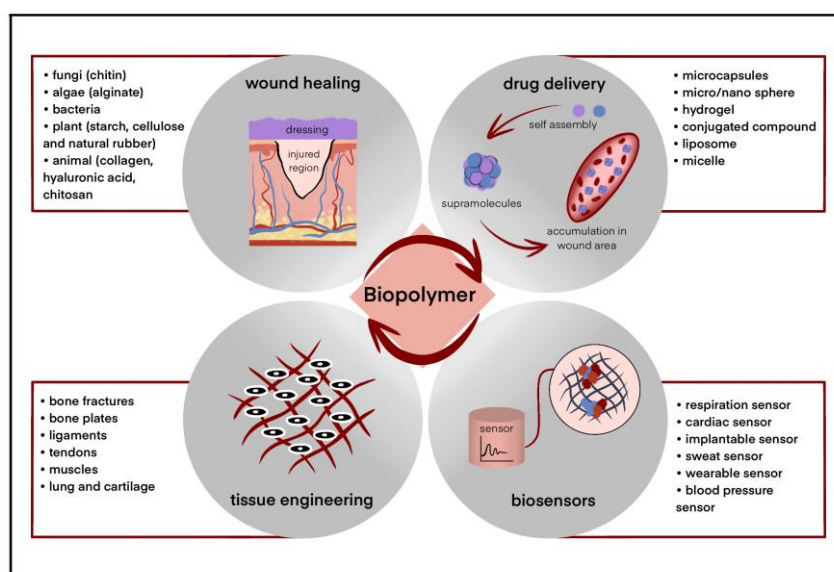 wound healing
• fungi (chitin)
• algae (alginate)
• bacteria
• plant (starch, cellulose
and natural rubber)
• animal (collagen,
hyaluronic acid,
chitosan
dressing
injured
region
drug delivery
self assembly
supramolecules
accumulation in
wound area
• microcapsules
• micro/nano sphere
• hydrogel
• conjugated compound
• liposome
• micelle
Biopolymer
• bone fractures
• bone plates
• ligaments
• tendons
• muscles
• lung and cartilage
tissue engineering
sensor
biosensors
• respiration sensor
• cardiac sensor
• implantable sensor
• sweat sensor
• wearable sensor
• blood pressure
sensor